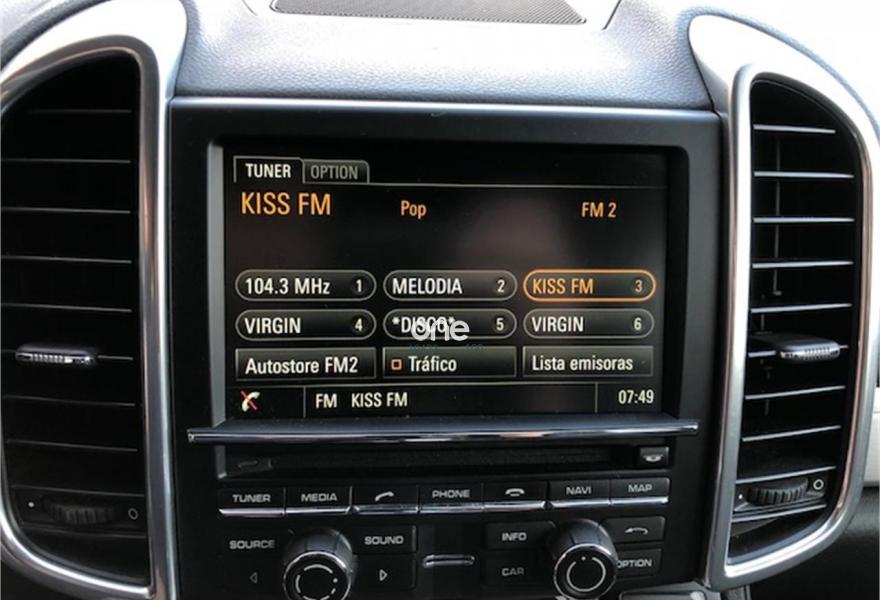 TUNER OPTION
KISS FM Pop FM 2
104.3 MHz 1 MELODIA 2 KISS FM 3
VIRGIN 4 *DISCO* 5 VIRGIN 6
one
Autostore FM2 Tráfico Lista emisoras
FM KISS FM 07:49
TUNER MEDIA PHONE NAVI MAP
SOURCE SOUND INFO
CAR OPTION